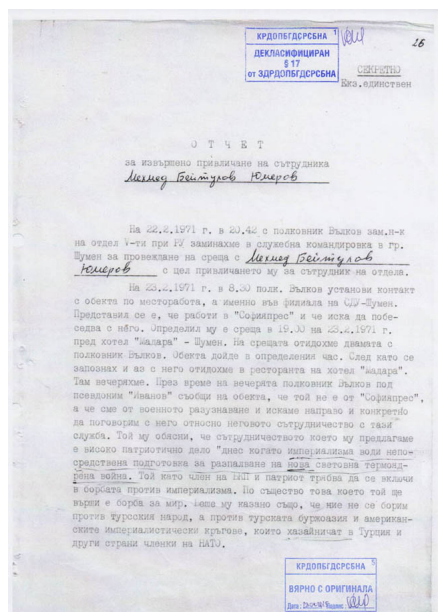 КРДОПБГДСРСБНА 1
ДЕКЛАСИФИЦИРАН
§ 17
от ЗДРДОПБГДСРСБНА
26
СЕКРЕТНО
Екз.единствен
О Т Ч Е Т
за извършено привличане на сътрудника
Мехмед Бейтулов Юмеров
На 22.2.1971 г. в 20.42 с полковник Вълков зам.н-к
на отдел V-ти при РУ заминахме в служебна командировка в гр.
Шумен за провеждане на среща с Мехмед Бейтулов
Юмеров с цел привличането му за сътрудник на отдела.
На 23.2.1971 г. в 8.30 полк. Вълков установи контакт
с обекта по месторабота, а именно във филиала на СДУ-Шумен.
Представил се е, че работи в "Софияпрес" и че иска да побе-
седва с него. Определил му е среща в 19.00 на 23.2.1971 г.
пред хотел "Мадара" - Шумен. На срещата отидохме двамата с
полковник Вълков. Обекта дойде в определения час. След като се
запознах и аз с него отидохме в ресторанта на хотел "Мадара".
Там вечеряхме. През време на вечерята полковник Вълков под
псевдоним "Иванов" съобщи на обекта, че той не е от "Софияпрес",
а че сме от военното разузнаване и искаме направо и конкретно
да поговорим с него относно неговото сътрудничество с тази
служба. Той му обясни, че сътрудничеството което му предлагаме
е високо патриотично дело "днес когато империализма води непо-
средствена подготовка за разпалване на нова световна термояд-
рена война. Той като член на БКП и патриот трябва да се включи
в борбата против империализма. По същество това което той ще
върши е борба за мир. Беше му казано също, че ние не се борим
против турския народ, а против турската буржоазия и американ-
ските империалистически кръгове, които хазайничат в Турция и
други страни членки на НАТО.
КРДОПБГДСРСБНА 5
ВЯРНО С ОРИГИНАЛА
Дата: